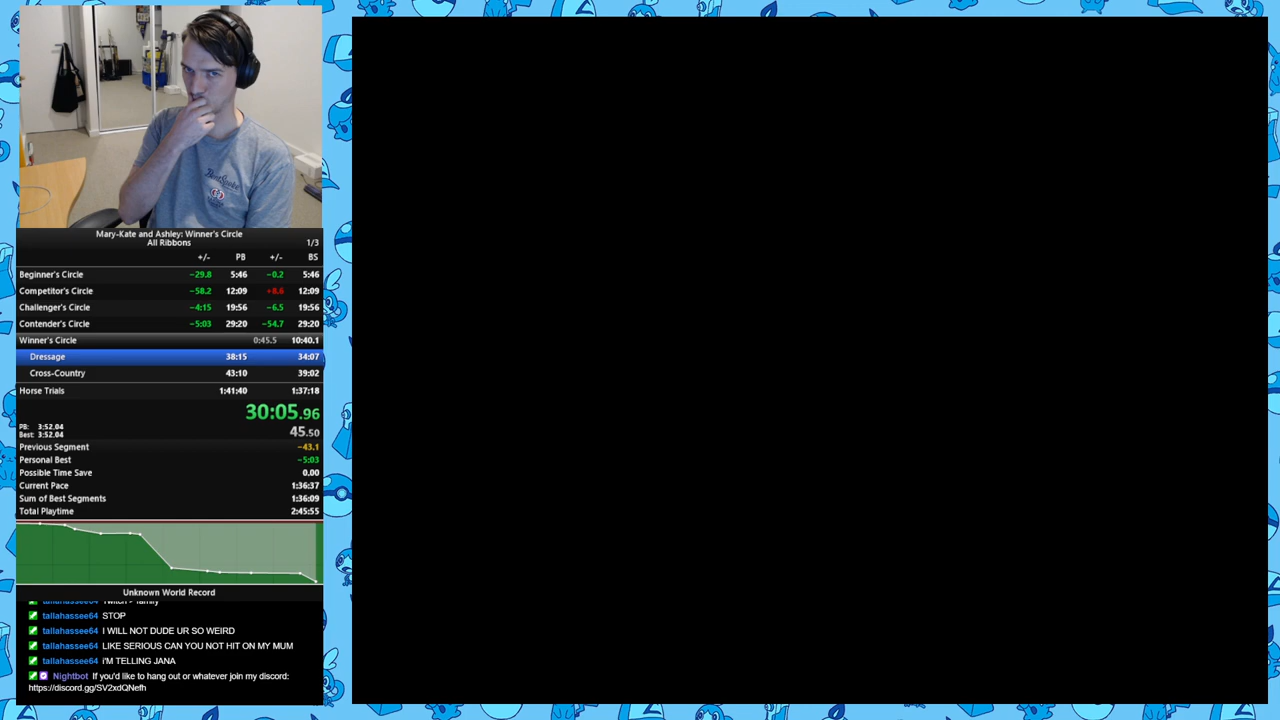 Mary-Kate and Ashley: Winner's Circle
All Ribbons 1/3
+/- PB +/- BS
Beginner's Circle −29.8 5:46 −0.2 5:46
Competitor's Circle −58.2 12:09 +8.6 12:09
Challenger's Circle −4:15 19:56 −6.5 19:56
Contender's Circle −5:03 29:20 −54.7 29:20
Winner's Circle 0:45.5 10:40.1
Dressage 38:15 34:07
Cross-Country 43:10 39:02
Horse Trials 1:41:40 1:37:18
30:05.96
PB: 3:52.04
Best: 3:52.04
45.50
Previous Segment −43.1
Personal Best −5:03
Possible Time Save 0.00
Current Pace 1:36:37
Sum of Best Segments 1:36:09
Total Playtime 2:45:55
Unknown World Record
tallahassee64 Twitch > family
tallahassee64 STOP
tallahassee64 I WILL NOT DUDE UR SO WEIRD
tallahassee64 LIKE SERIOUS CAN YOU NOT HIT ON MY MUM
tallahassee64 i'M TELLING JANA
Nightbot If you'd like to hang out or whatever join my discord:
https://discord.gg/SV2xdQNefh